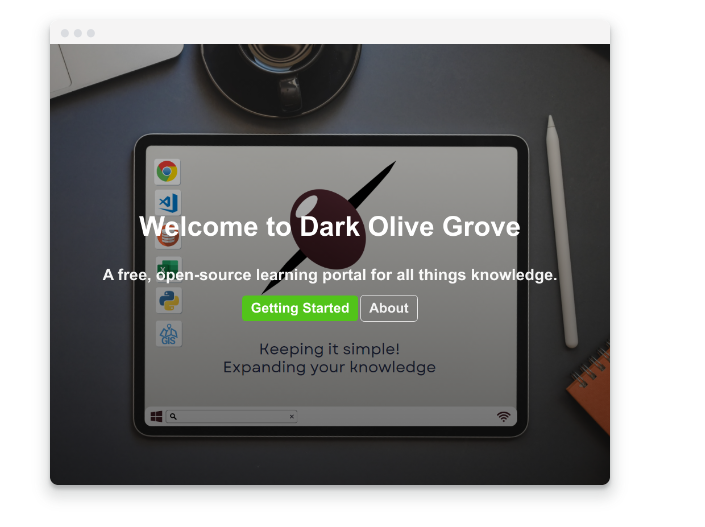 Welcome to Dark Olive Grove
A free, open-source learning portal for all things knowledge.
Getting Started
About
GIS
Keeping it simple!
Expanding your knowledge